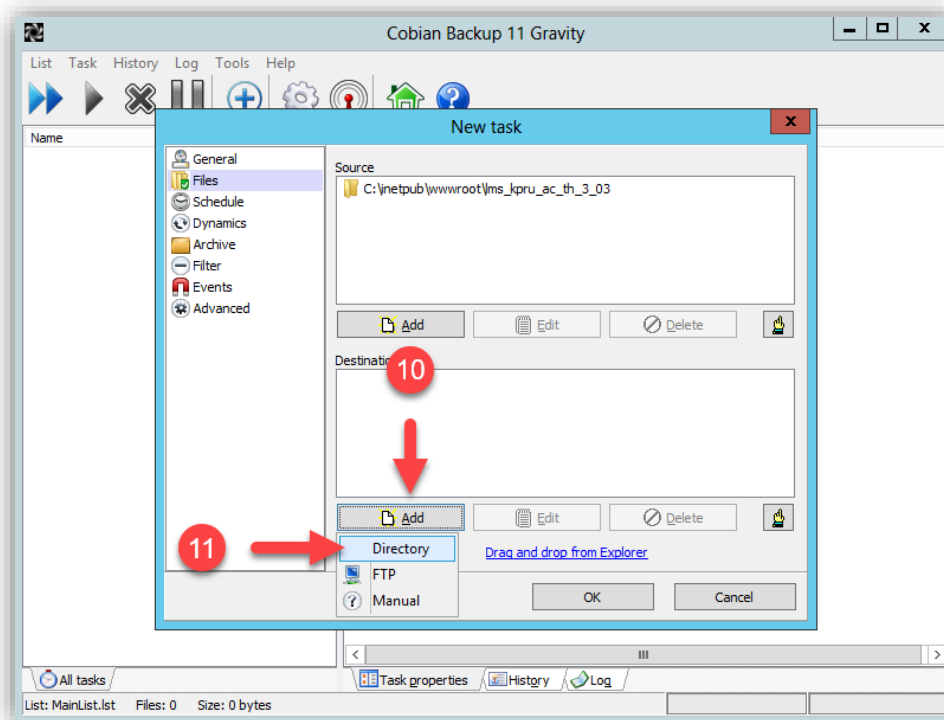 Cobian Backup 11 Gravity
List Task History Log Tools Help
Name
New task
General
Files
Schedule
Dynamics
Archive
Filter
Events
Advanced
Source
C:\inetpub\wwwroot\lms_kpru_ac_th_3_03
Add Edit Delete
Destinatio
10
Add Edit Delete
11
Directory
FTP
Manual
Drag and drop from Explorer
OK Cancel
All tasks
Task properties History Log
List: MainList.lst Files: 0 Size: 0 bytes